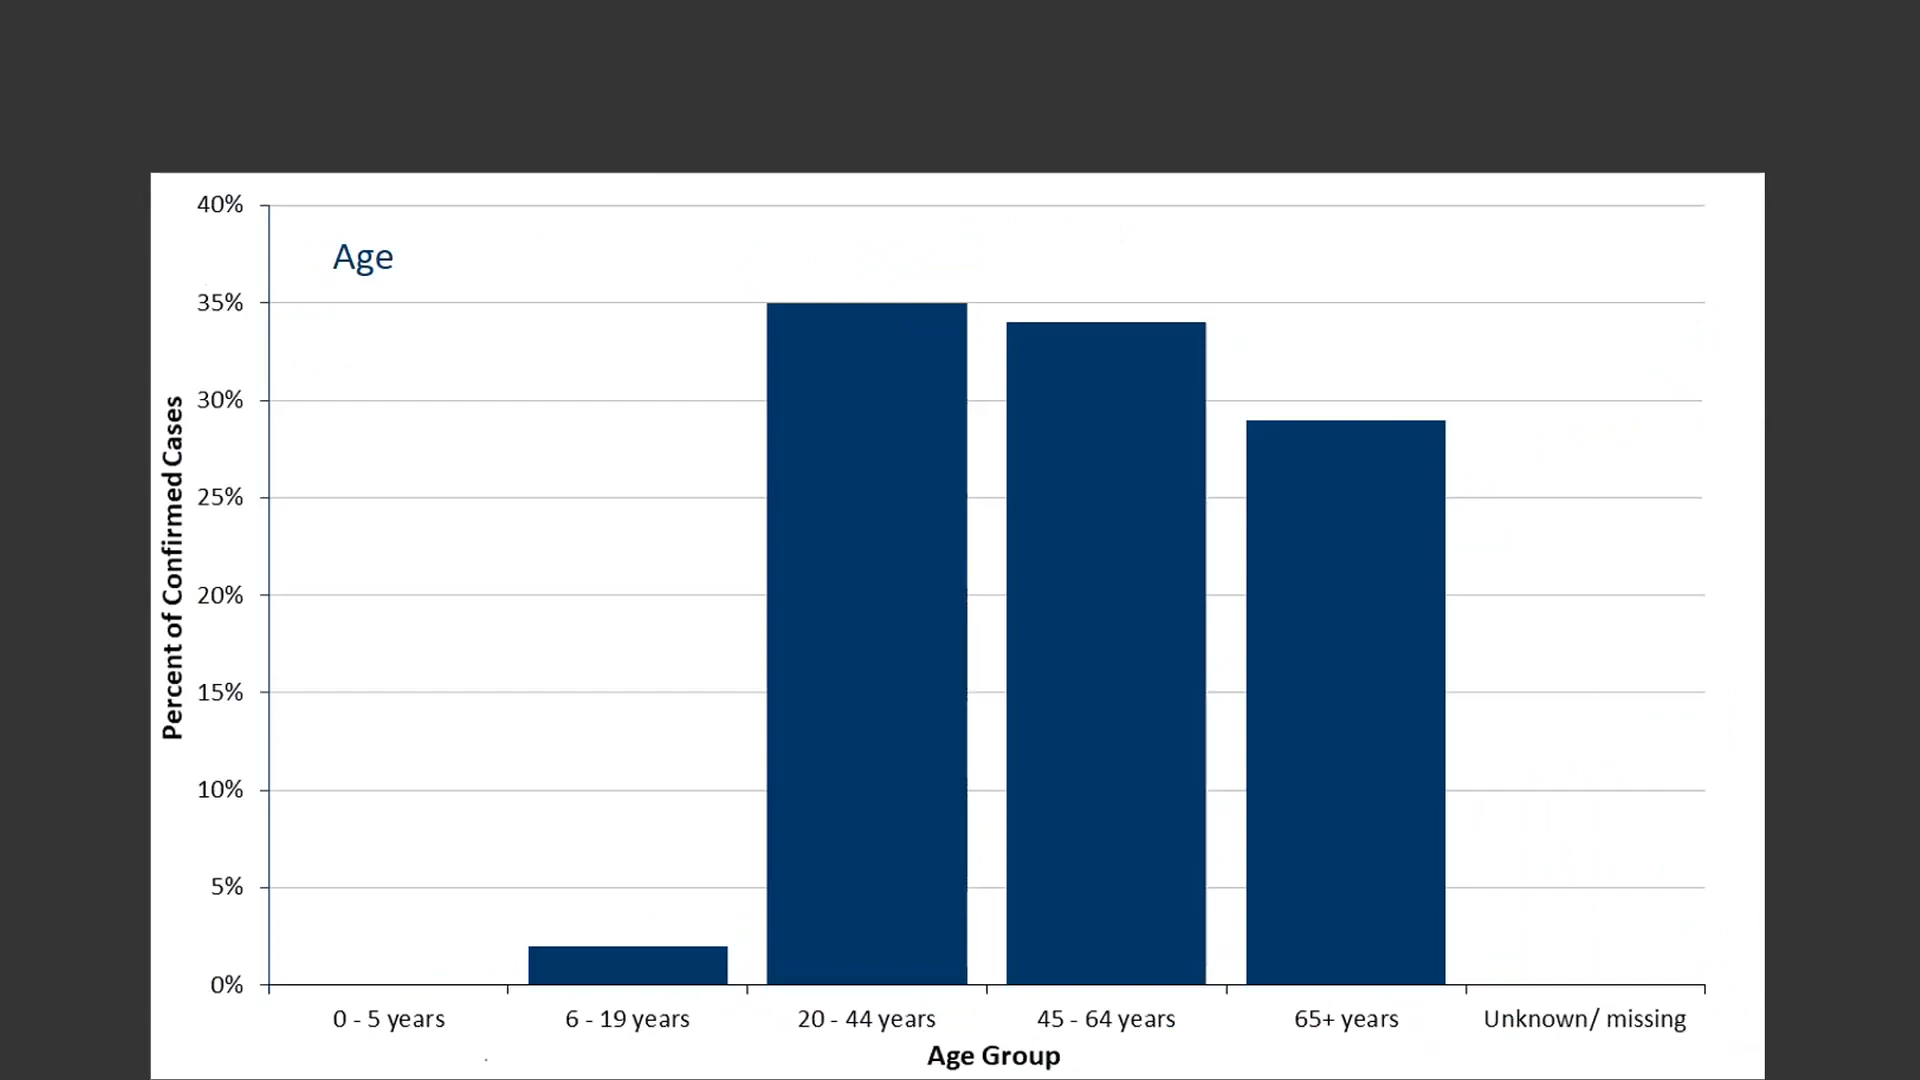 Age
40%
35%
30%
25%
20%
15%
10%
5%
0%
Percent of Confirmed Cases
0 - 5 years
6 - 19 years
20 - 44 years
45 - 64 years
65+ years
Unknown/ missing
Age Group